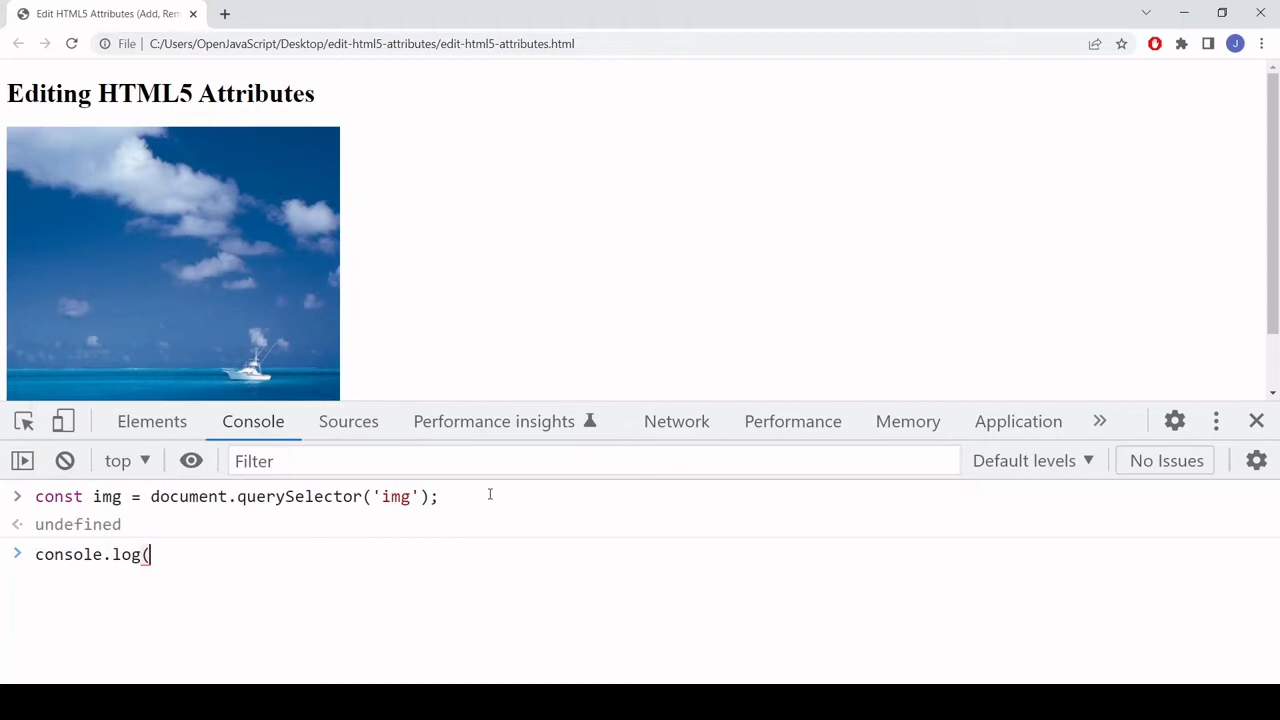 Edit HTML5 Attributes (Add, Rem
File
C:/Users/OpenJavaScript/Desktop/edit-html5-attributes/edit-html5-attributes.html
J
Editing HTML5 Attributes
Elements
Console
Sources
Performance insights
Network
Performance
Memory
Application
top
Filter
Default levels
No Issues
const img = document.querySelector('img');
undefined
console.log(